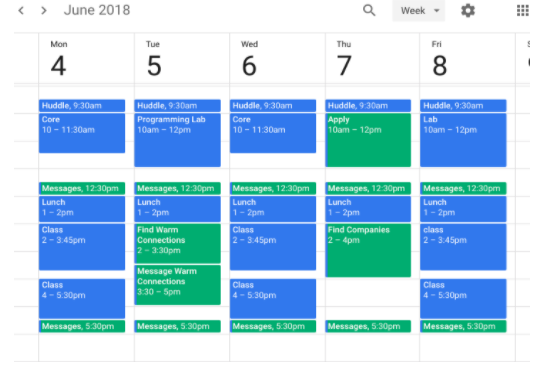 June 2018
Week
Mon
4
Tue
5
Wed
6
Thu
7
Fri
8
Huddle, 9:30am
Core
10 – 11:30am
Messages, 12:30pm
Lunch
1 – 2pm
Class
2 – 3:45pm
Class
4 – 5:30pm
Messages, 5:30pm
Huddle, 9:30am
Programming Lab
10am – 12pm
Messages, 12:30pm
Lunch
1 – 2pm
Find Warm
Connections
2 – 3:30pm
Message Warm
Connections
3:30 – 5pm
Messages, 5:30pm
Huddle, 9:30am
Core
10 – 11:30am
Messages, 12:30pm
Lunch
1 – 2pm
Class
2 – 3:45pm
Class
4 – 5:30pm
Messages, 5:30pm
Huddle, 9:30am
Apply
10am – 12pm
Messages, 12:30pm
Lunch
1 – 2pm
Find Companies
2 – 4pm
Messages, 5:30pm
Huddle, 9:30am
Lab
10am – 12pm
Messages, 12:30pm
Lunch
1 – 2pm
class
2 – 3:45pm
Class
4 – 5:30pm
Messages, 5:30pm